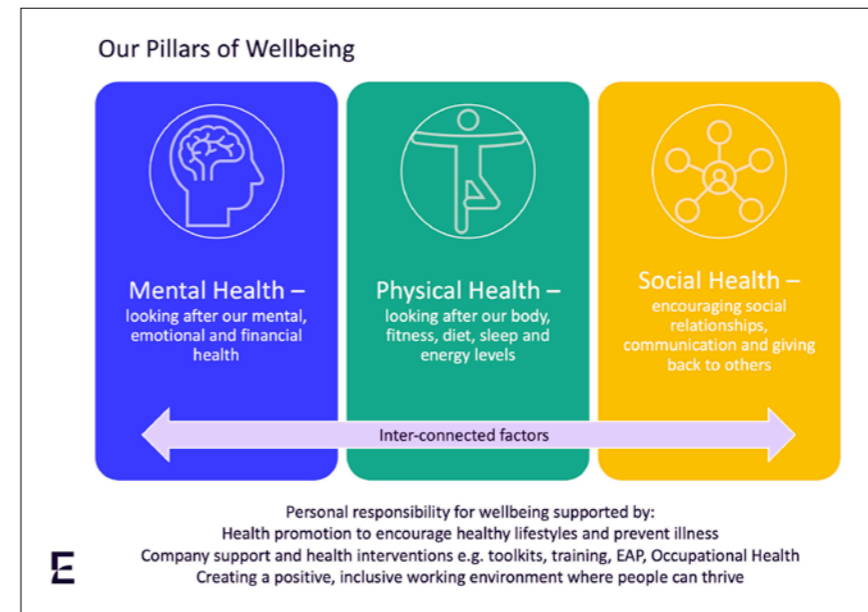 Our Pillars of Wellbeing
Mental Health –
looking after our mental,
emotional and financial
health
Physical Health –
looking after our body,
fitness, diet, sleep and
energy levels
Social Health –
encouraging social
relationships,
communication and giving
back to others
Inter-connected factors
Personal responsibility for wellbeing supported by:
Health promotion to encourage healthy lifestyles and prevent illness
Company support and health interventions e.g. toolkits, training, EAP, Occupational Health
Creating a positive, inclusive working environment where people can thrive
E